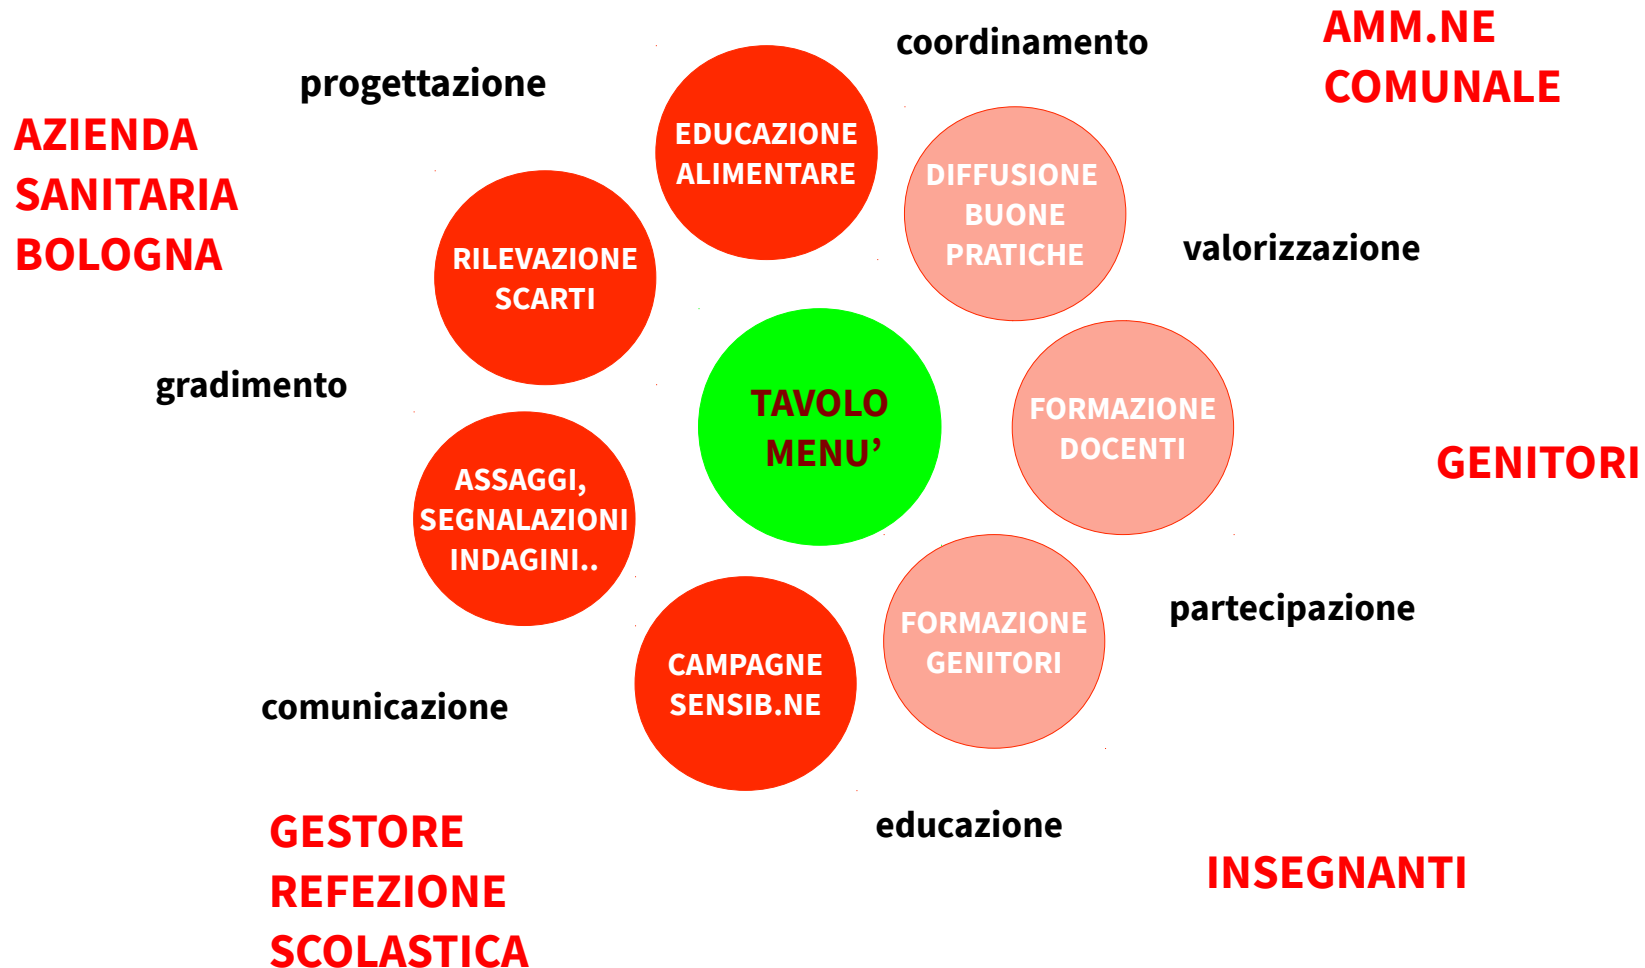 coordinamento
AMM.NE
COMUNALE
progettazione
AZIENDA
SANITARIA
BOLOGNA
EDUCAZIONE
ALIMENTARE
DIFFUSIONE
BUONE
PRATICHE
valorizzazione
RILEVAZIONE
SCARTI
gradimento
TAVOLO
MENU’
FORMAZIONE
DOCENTI
GENITORI
ASSAGGI,
SEGNALAZIONI
INDAGINI..
partecipazione
FORMAZIONE
GENITORI
CAMPAGNE
SENSIB.NE
comunicazione
educazione
GESTORE
REFEZIONE
SCOLASTICA
INSEGNANTI